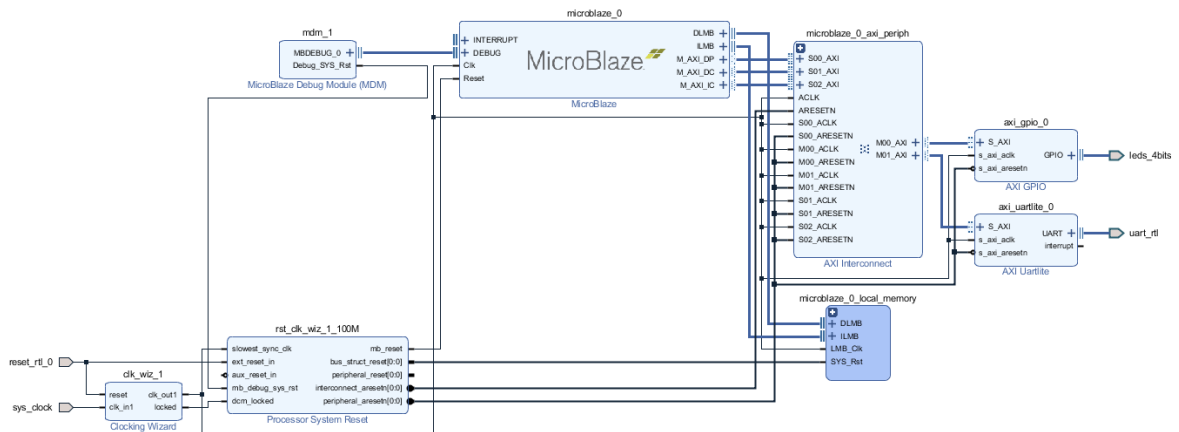 mdm_1
MBDEBUG_0
Debug_SYS_Rst
MicroBlaze Debug Module (MDM)
microblaze_0
INTERRUPT
DEBUG
Clk
Reset
MicroBlaze
DLMB
ILMB
M_AXI_DP
M_AXI_DC
M_AXI_IC
MicroBlaze
microblaze_0_axi_periph
S00_AXI
S01_AXI
S02_AXI
ACLK
ARESETN
S00_ACLK
S00_ARESETN
M00_ACLK
M00_ARESETN
M01_ACLK
M01_ARESETN
S01_ACLK
S01_ARESETN
S02_ACLK
S02_ARESETN
M00_AXI
M01_AXI
AXI Interconnect
axi_gpio_0
S_AXI
s_axi_aclk
s_axi_aresetn
GPIO
AXI GPIO
leds_4bits
axi_uartlite_0
S_AXI
s_axi_aclk
s_axi_aresetn
UART
interrupt
AXI Uartlite
uart_rtl
microblaze_0_local_memory
DLMB
ILMB
LMB_Clk
SYS_Rst
rst_clk_wiz_1_100M
slowest_sync_clk
ext_reset_in
aux_reset_in
mb_debug_sys_rst
dcm_locked
mb_reset
bus_struct_reset[0:0]
peripheral_reset[0:0]
interconnect_aresetn[0:0]
peripheral_aresetn[0:0]
Processor System Reset
reset_rtl_0
sys_clock
clk_wiz_1
reset
clk_in1
clk_out1
locked
Clocking Wizard